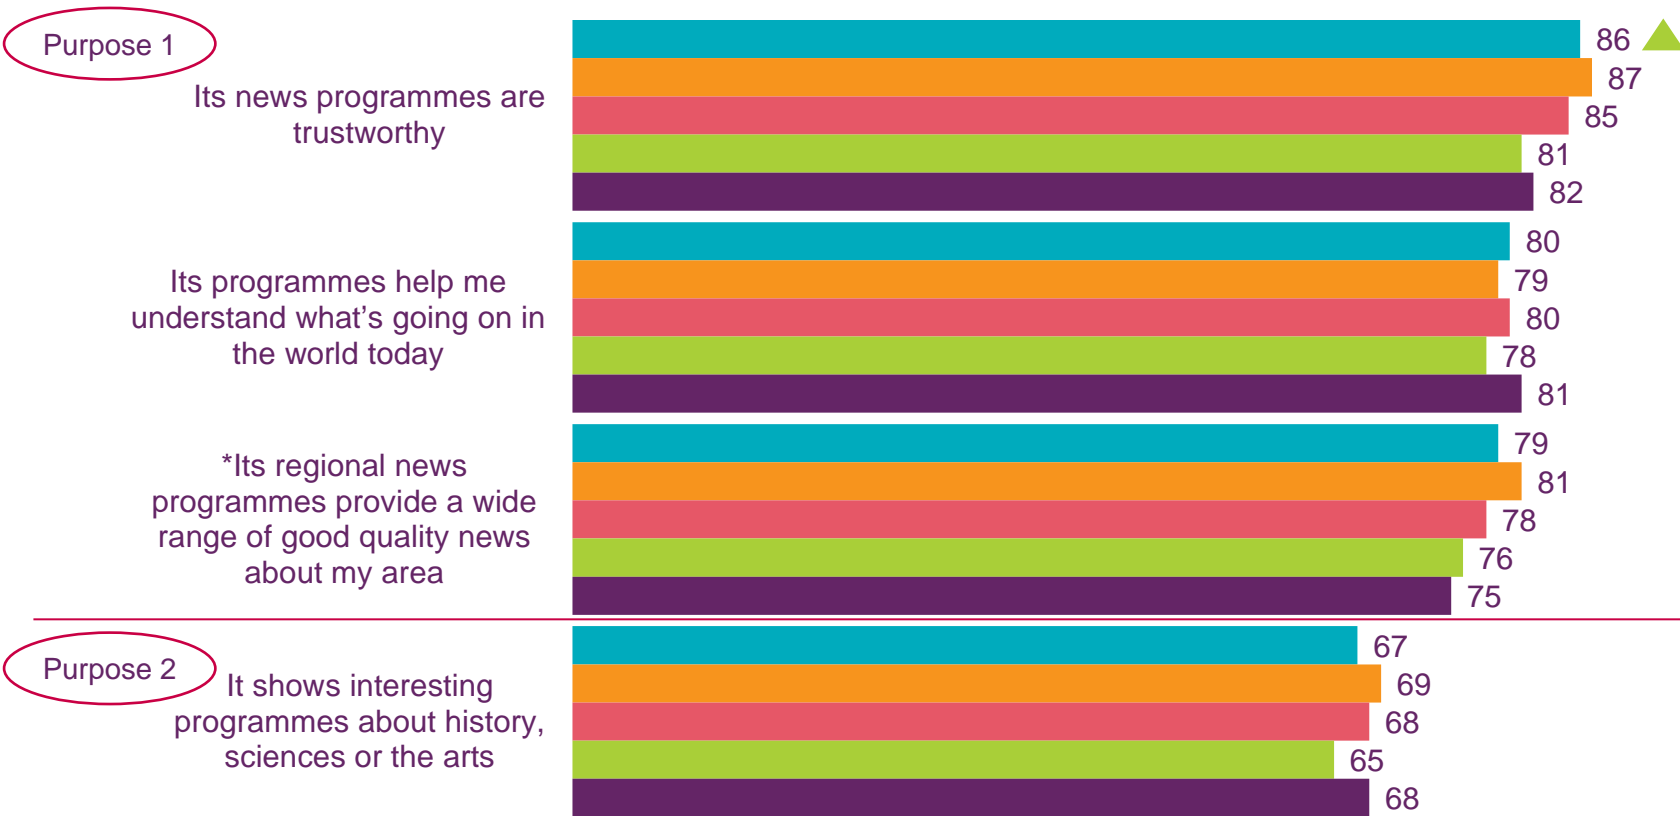 Purpose 1
Its news programmes are
trustworthy
86
87
85
81
82
Its programmes help me
understand what’s going on in
the world today
80
79
80
78
81
*Its regional news
programmes provide a wide
range of good quality news
about my area
79
81
78
76
75
Purpose 2
It shows interesting
programmes about history,
sciences or the arts
67
69
68
65
68